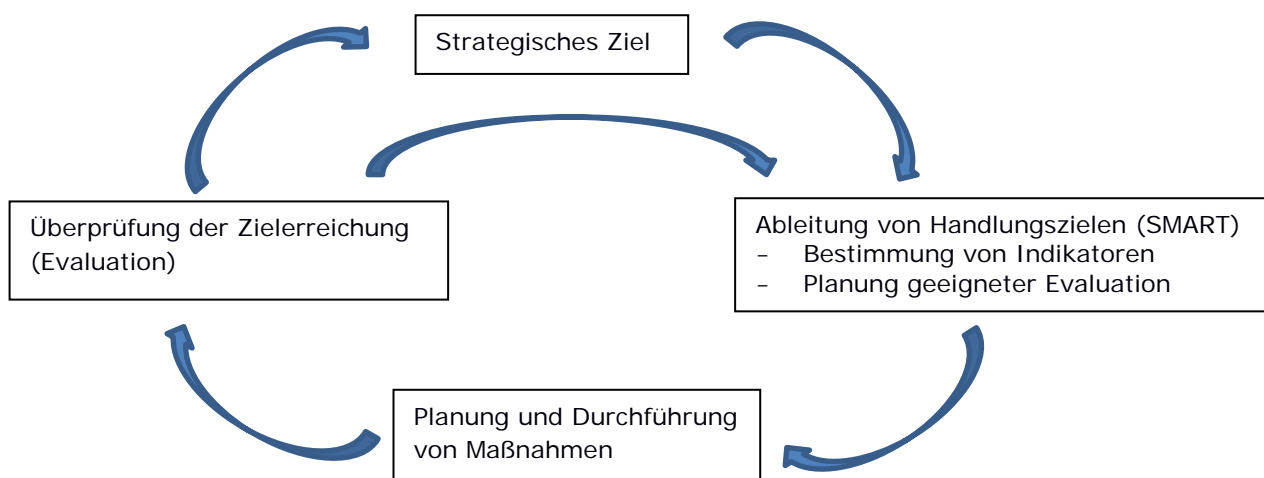 Strategisches Ziel
Überprüfung der Zielerreichung
(Evaluation)
Ableitung von Handlungszielen (SMART)
– Bestimmung von Indikatoren
– Planung geeigneter Evaluation
Planung und Durchführung
von Maßnahmen